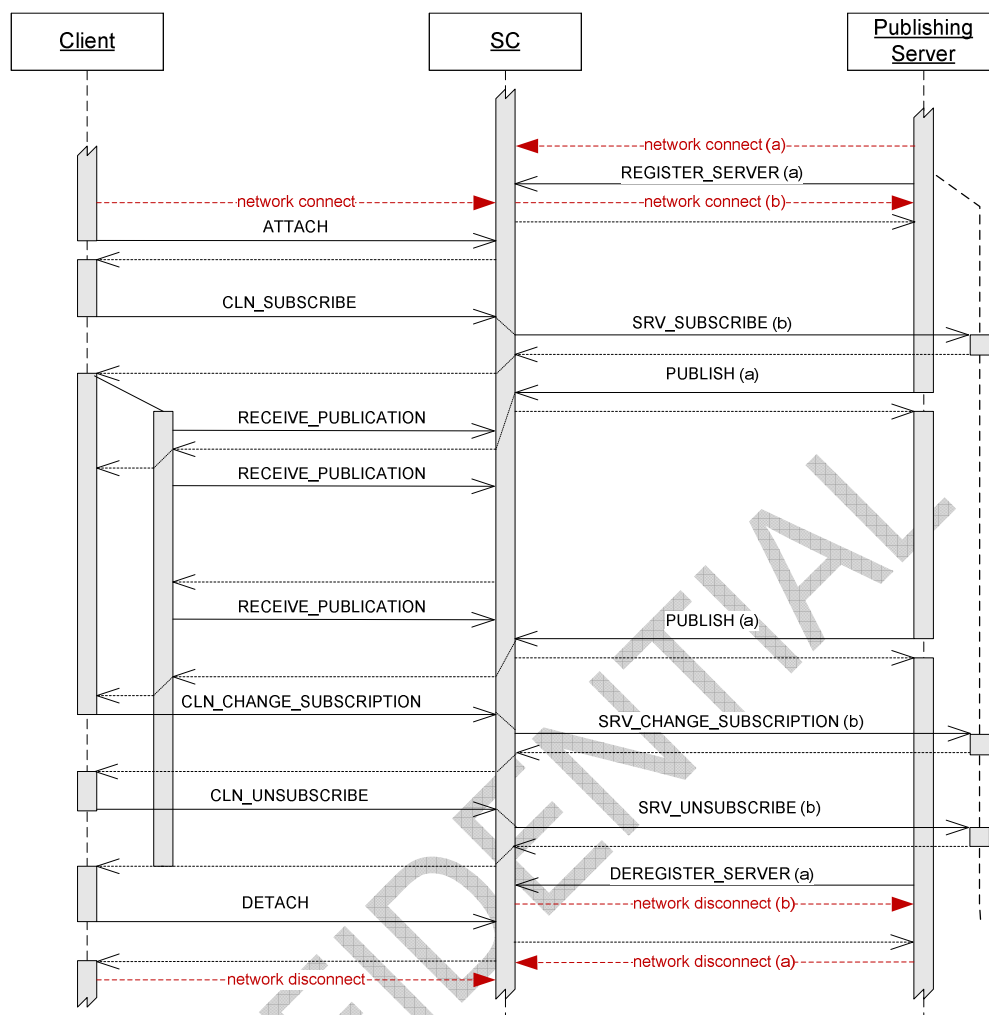 Client
SC
Publishing
Server
network connect (a)
REGISTER_SERVER (a)
network connect
network connect (b)
ATTACH
CLN_SUBSCRIBE
SRV_SUBSCRIBE (b)
PUBLISH (a)
RECEIVE_PUBLICATION
RECEIVE_PUBLICATION
RECEIVE_PUBLICATION
PUBLISH (a)
CLN_CHANGE_SUBSCRIPTION
SRV_CHANGE_SUBSCRIPTION (b)
CLN_UNSUBSCRIBE
SRV_UNSUBSCRIBE (b)
DEREGISTER_SERVER (a)
DETACH
network disconnect (b)
network disconnect (a)
network disconnect
FIDENTIAL